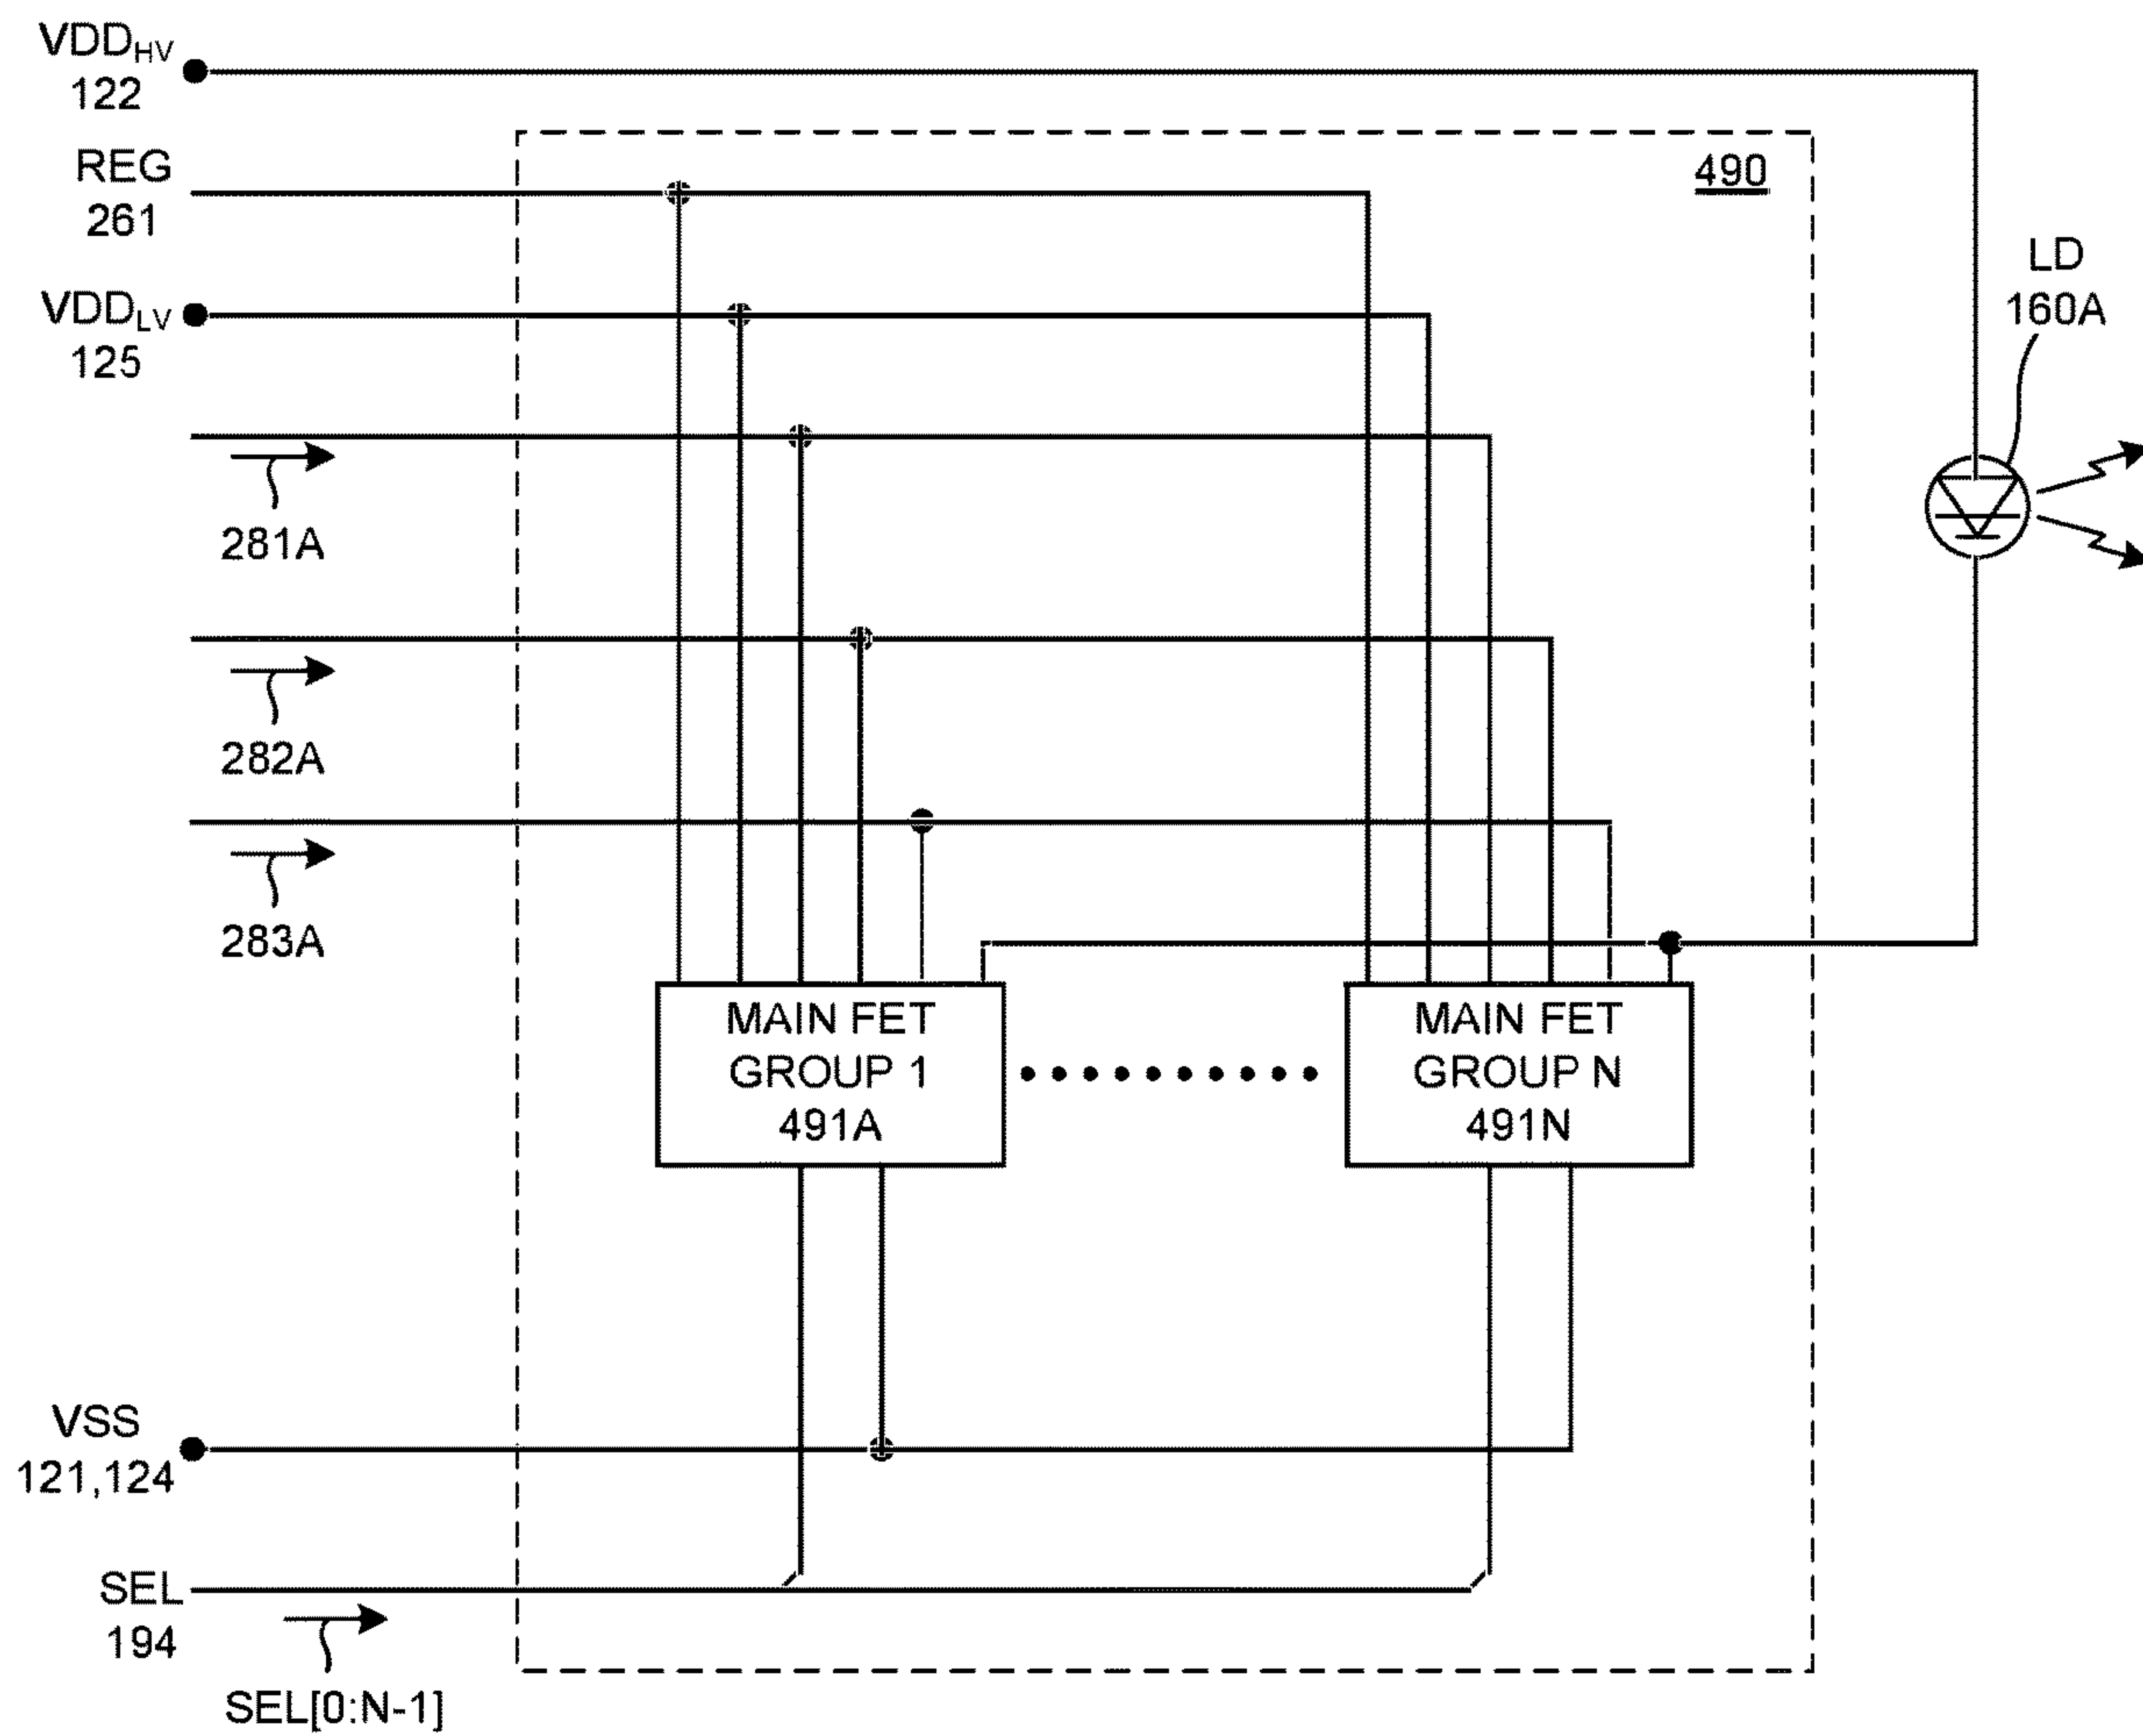 VDDHV
122
REG
261
490
LD
160A
VDDLV
125
281A
282A
283A
MAIN FET
GROUP 1
491A
MAIN FET
GROUP N
491N
VSS
121,124
SEL
194
SEL[0:N-1]